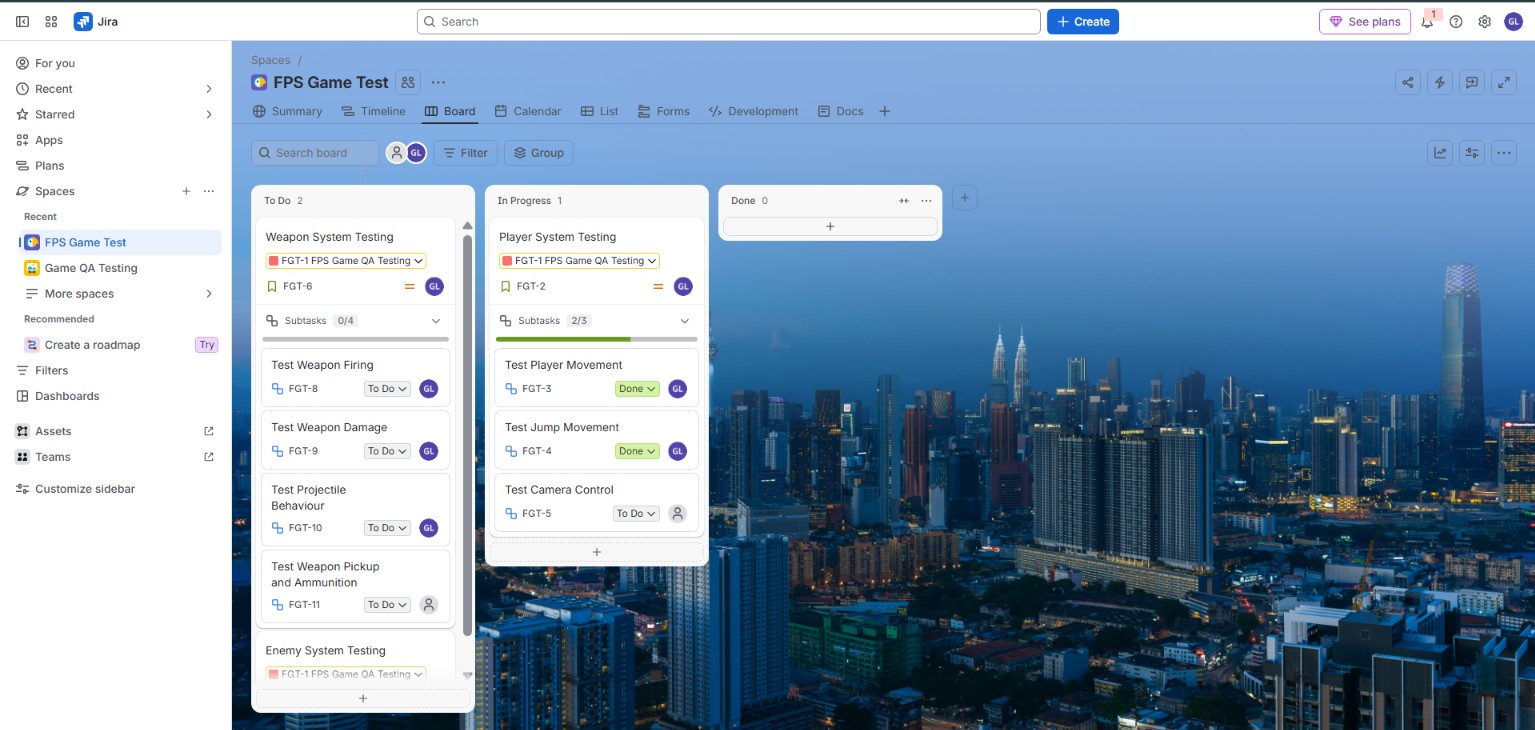 Jira
Search
Create
See plans
1
GL
For you
Recent
Starred
Apps
Plans
Spaces
Recent
FPS Game Test
Game QA Testing
More spaces
Recommended
Create a roadmap Try
Filters
Dashboards
Assets
Teams
Customize sidebar
Spaces /
FPS Game Test
Summary Timeline Board Calendar List Forms Development Docs
Search board GL Filter Group
To Do 2
Weapon System Testing
FGT-1 FPS Game QA Testing
FGT-6 GL
Subtasks 0/4
Test Weapon Firing
FGT-8 To Do GL
Test Weapon Damage
FGT-9 To Do GL
Test Projectile
Behaviour
FGT-10 To Do GL
Test Weapon Pickup
and Ammunition
FGT-11 To Do
Enemy System Testing
FGT-1 FPS Game QA Testing
In Progress 1
Player System Testing
FGT-1 FPS Game QA Testing
FGT-2 GL
Subtasks 2/3
Test Player Movement
FGT-3 Done GL
Test Jump Movement
FGT-4 Done GL
Test Camera Control
FGT-5 To Do
Done 0